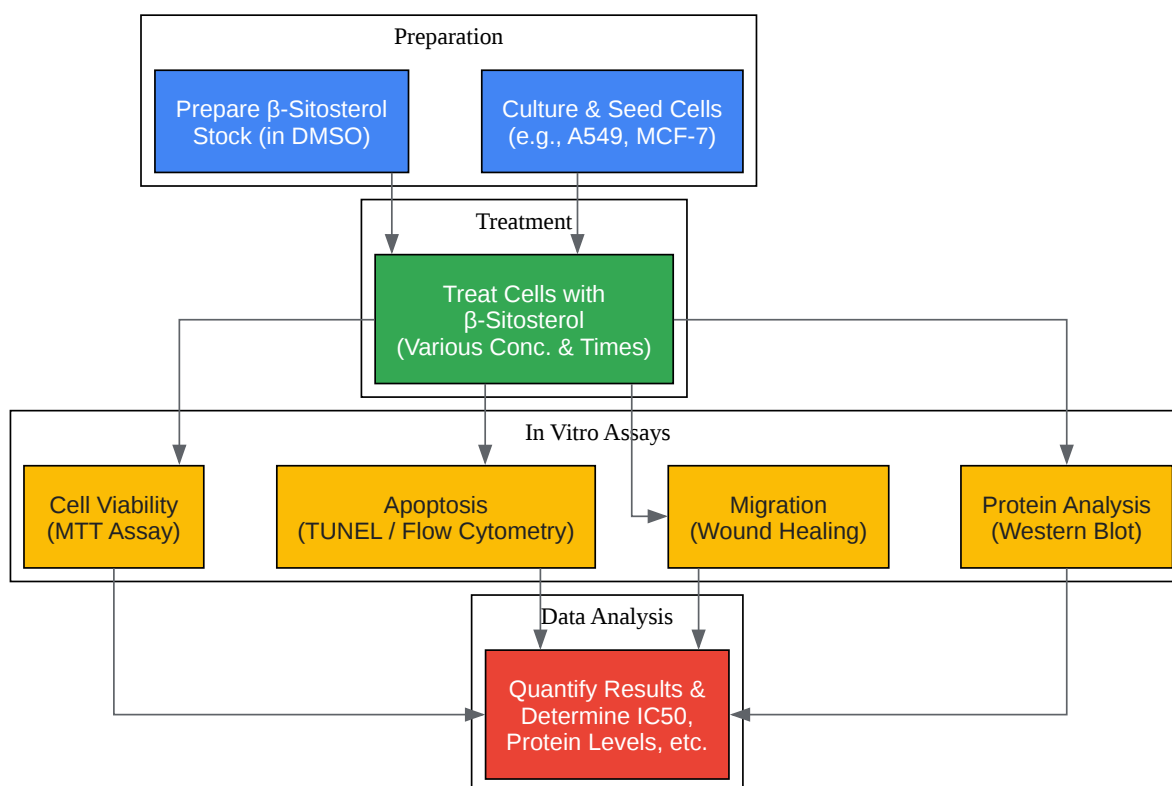 Preparation
Prepare β-Sitosterol
Stock (in DMSO)
Culture & Seed Cells
(e.g., A549, MCF-7)
Treatment
Treat Cells with
β-Sitosterol
(Various Conc. & Times)
In Vitro Assays
Cell Viability
(MTT Assay)
Apoptosis
(TUNEL / Flow Cytometry)
Migration
(Wound Healing)
Protein Analysis
(Western Blot)
Data Analysis
Quantify Results &
Determine IC50,
Protein Levels, etc.